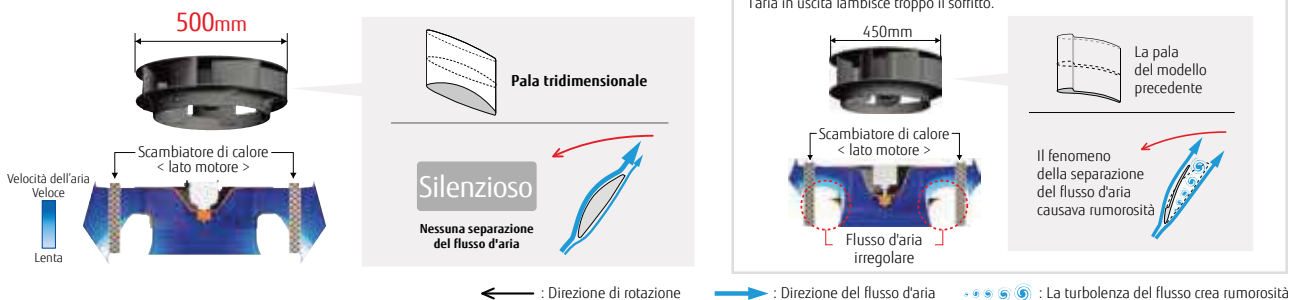 500mm
Pala tridimensionale
Scambiatore di calore
< lato motore >
Velocità dell'aria
Veloce
Lenta
Silenzioso
Nessuna separazione
del flusso d'aria
l'aria in uscita lambisce troppo il soffitto.
450mm
La pala
del modello
precedente
Scambiatore di calore
< lato motore >
Flusso d'aria
irregolare
Il fenomeno
della separazione
del flusso d'aria
causava rumorosità
: Direzione di rotazione
: Direzione del flusso d'aria
: La turbolenza del flusso crea rumorosità